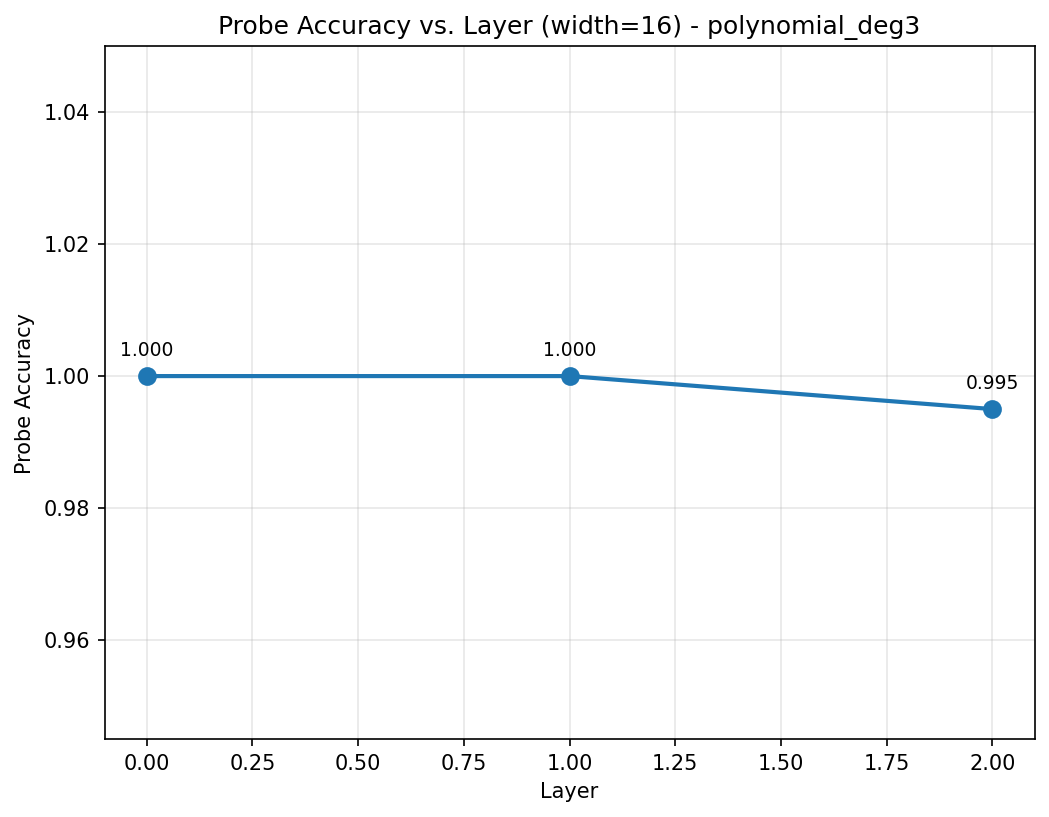 Probe Accuracy vs. Layer (width=16) - polynomial_deg3
Probe Accuracy
1.04
1.02
1.00
0.98
0.96
1.000
1.000
0.995
0.00 0.25 0.50 0.75 1.00 1.25 1.50 1.75 2.00
Layer